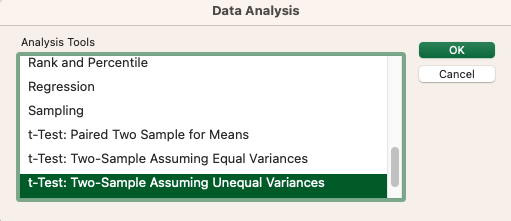 Data Analysis
Analysis Tools
OK
Rank and Percentile
Cancel
Regression
Sampling
t-Test: Paired Two Sample for Means
t-Test: Two-Sample Assuming Equal Variances
t-Test: Two-Sample Assuming Unequal Variances